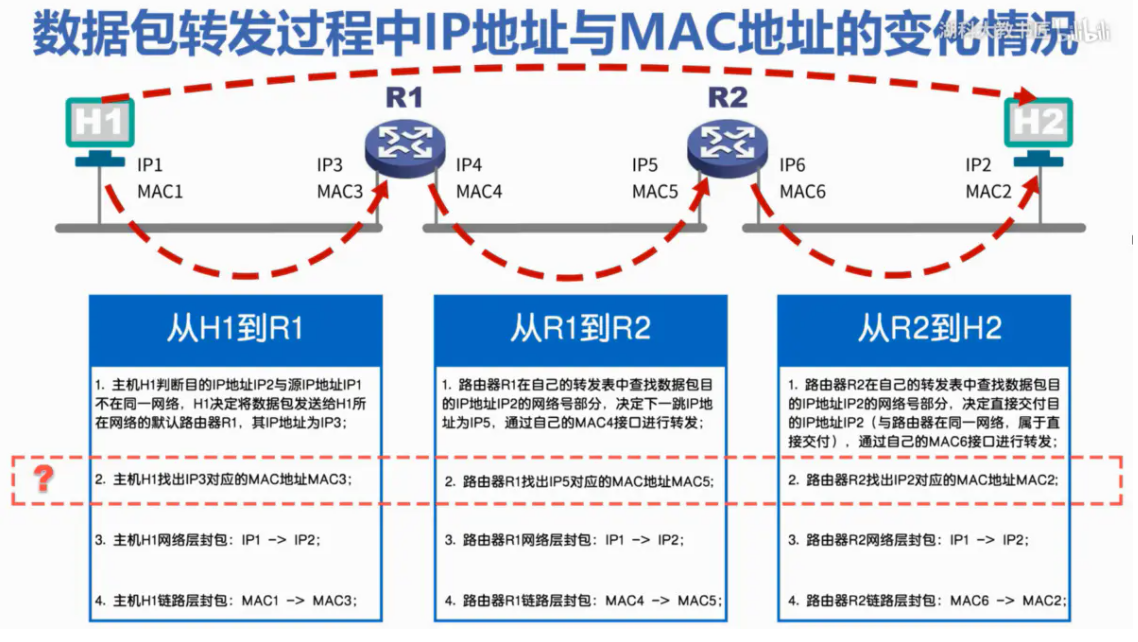 数据包转发过程中IP地址与MAC地址的变化情况
湖科大教书匠 bilibili
H1
R1
R2
H2
IP1
MAC1
IP3
MAC3
IP4
MAC4
IP5
MAC5
IP6
MAC6
IP2
MAC2
从H1到R1
1. 主机H1判断目的IP地址IP2与源IP地址IP1
不在同一网络，H1决定将数据包发送给H1所
在网络的默认路由器R1，其IP地址为IP3；
?
2. 主机H1找出IP3对应的MAC地址MAC3；
3. 主机H1网络层封包：IP1 -> IP2；
4. 主机H1链路层封包：MAC1 -> MAC3；
从R1到R2
1. 路由器R1在自己的转发表中查找数据包目
的IP地址IP2的网络号部分，决定下一跳IP地
址为IP5，通过自己的MAC4接口进行转发；
2. 路由器R1找出IP5对应的MAC地址MAC5；
3. 路由器R1网络层封包：IP1 -> IP2；
4. 路由器R1链路层封包：MAC4 -> MAC5；
从R2到H2
1. 路由器R2在自己的转发表中查找数据包目
的IP地址IP2的网络号部分，决定直接交付目
的IP地址IP2（与路由器在同一网络，属于直
接交付），通过自己的MAC6接口进行转发；
2. 路由器R2找出IP2对应的MAC地址MAC2；
3. 路由器R2网络层封包：IP1 -> IP2；
4. 路由器R2链路层封包：MAC6 -> MAC2；